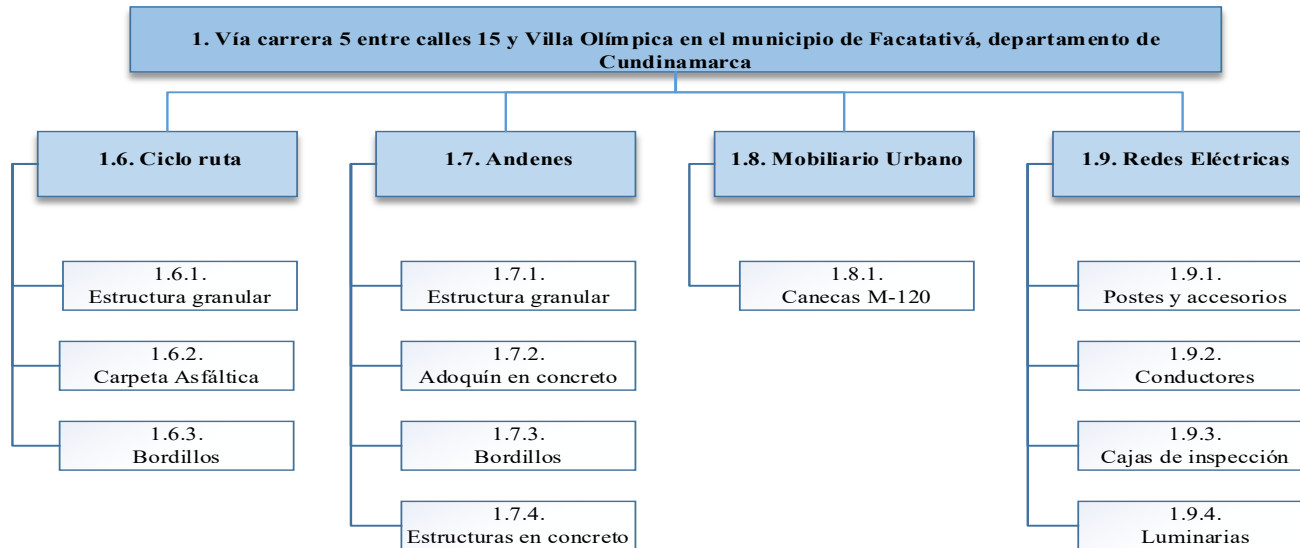 1. Vía carrera 5 entre calles 15 y Villa Olímpica en el municipio de Facatativá, departamento de
Cundinamarca
1.6. Ciclo ruta
1.7. Andenes
1.8. Mobiliario Urbano
1.9. Redes Eléctricas
1.6.1.
Estructura granular
1.7.1.
Estructura granular
1.8.1.
Canecas M-120
1.9.1.
Postes y accesorios
1.6.2.
Carpeta Asfáltica
1.7.2.
Adoquín en concreto
1.9.2.
Conductores
1.6.3.
Bordillos
1.7.3.
Bordillos
1.9.3.
Cajas de inspección
1.7.4.
Estructuras en concreto
1.9.4.
Luminarias